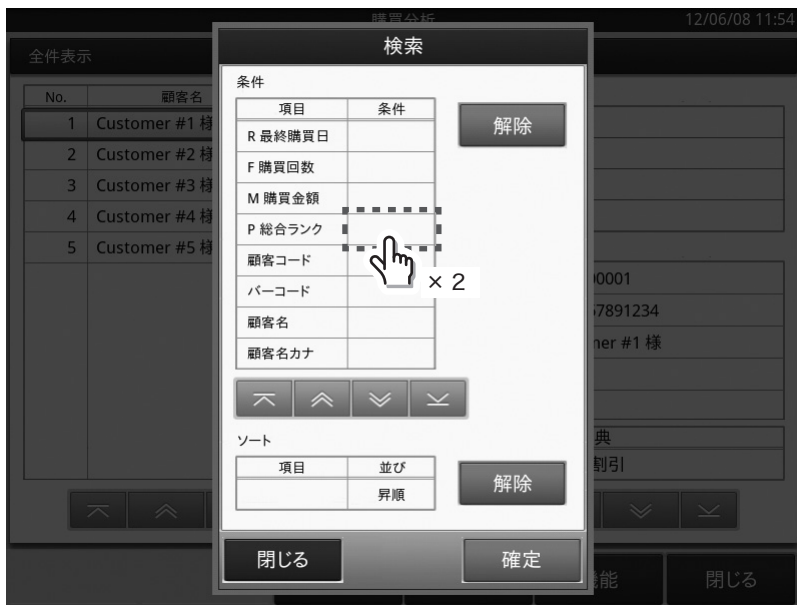 購買分析
12/06/08 11:54
検索
全件表示
条件
項目 条件
R 最終購買日
F 購買回数
M 購買金額
P 総合ランク
顧客コード
バーコード
顧客名
顧客名カナ
解除
× 2
ソート
項目 並び
昇順
解除
閉じる
確定
No. 顧客名
1 Customer #1 様
2 Customer #2 様
3 Customer #3 様
4 Customer #4 様
5 Customer #5 様
0001
57891234
ner #1 様
典
割引
機能
閉じる